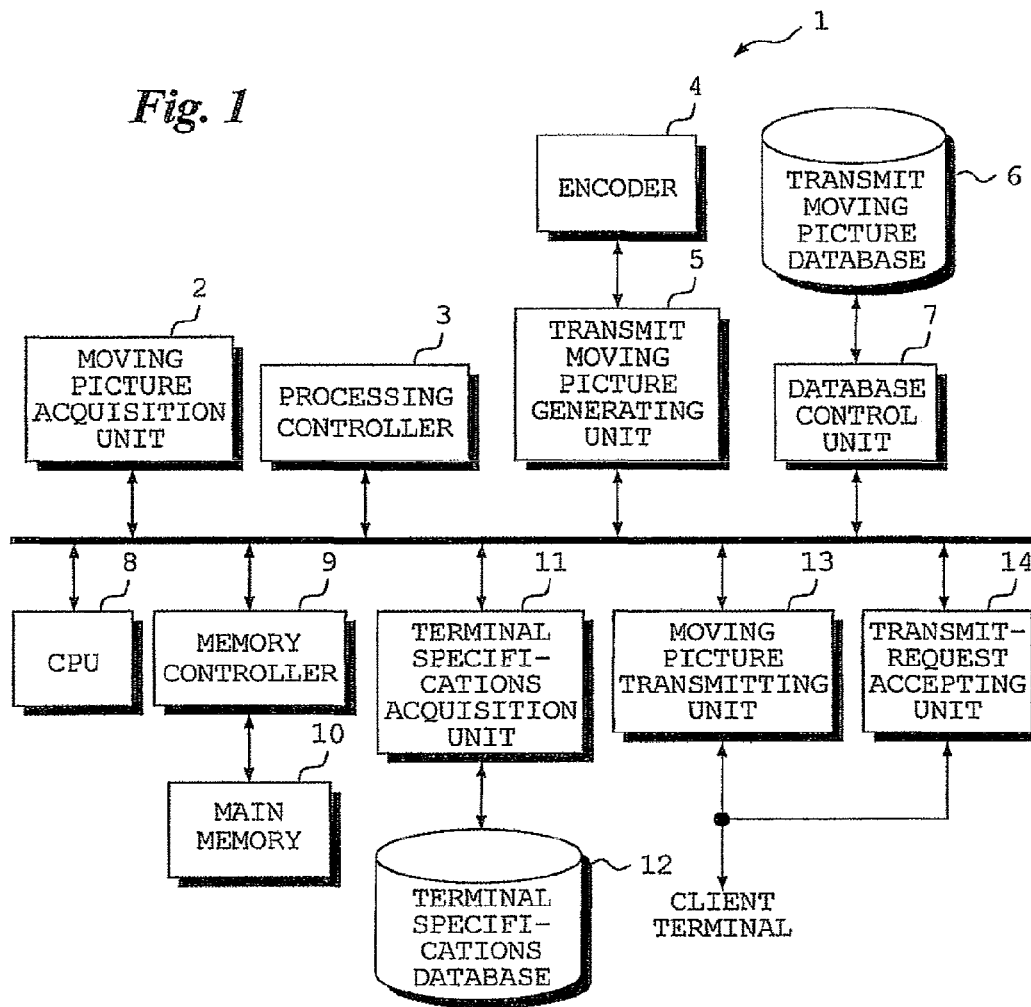 1
Fig. 1
4
ENCODER
TRANSMIT
MOVING
PICTURE
DATABASE
6
2
MOVING
PICTURE
ACQUISITION
UNIT
3
PROCESSING
CONTROLLER
5
TRANSMIT
MOVING
PICTURE
GENERATING
UNIT
7
DATABASE
CONTROL
UNIT
8
CPU
9
MEMORY
CONTROLLER
10
MAIN
MEMORY
11
TERMINAL
SPECIFI-
CATIONS
ACQUISITION
UNIT
12
TERMINAL
SPECIFI-
CATIONS
DATABASE
13
MOVING
PICTURE
TRANSMITTING
UNIT
14
TRANSMIT-
REQUEST
ACCEPTING
UNIT
CLIENT
TERMINAL